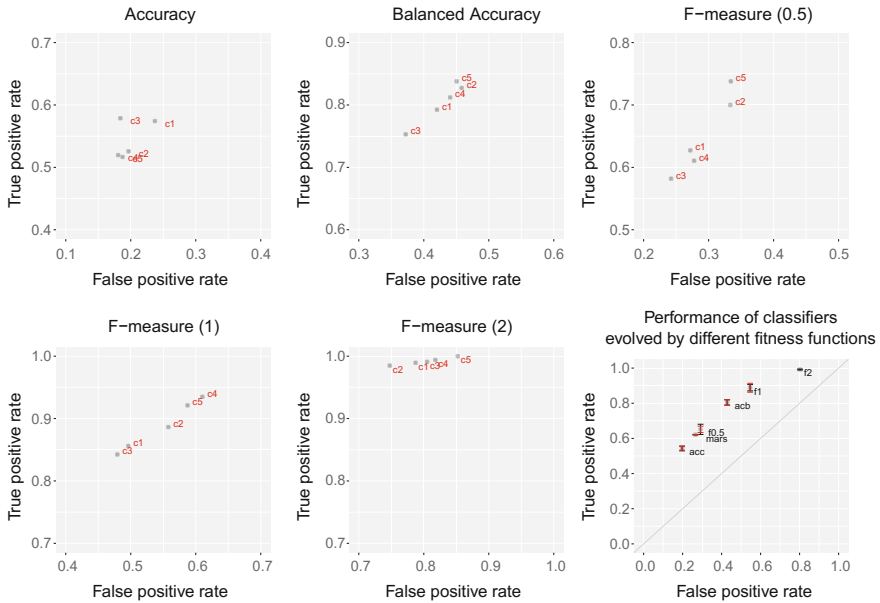 Accuracy
True positive rate
0.7
0.6
0.5
0.4
c3
c1
c2
c4
c5
0.1
0.2
0.3
0.4
False positive rate
Balanced Accuracy
True positive rate
0.9
0.8
0.7
0.6
c5
c2
c4
c1
c3
0.3
0.4
0.5
0.6
False positive rate
F−measure (0.5)
True positive rate
0.8
0.7
0.6
0.5
c5
c2
c1
c4
c3
0.2
0.3
0.4
0.5
False positive rate
F−measure (1)
True positive rate
1.0
0.9
0.8
0.7
c4
c5
c2
c1
c3
0.4
0.5
0.6
0.7
False positive rate
F−measure (2)
True positive rate
1.0
0.9
0.8
0.7
c5
c4
c3
c1
c2
0.7
0.8
0.9
1.0
False positive rate
Performance of classifiers
evolved by different fitness functions
True positive rate
1.0
0.8
0.6
0.4
0.2
0.0
f2
f1
acb
f0.5
mars
acc
0.0
0.2
0.4
0.6
0.8
1.0
False positive rate